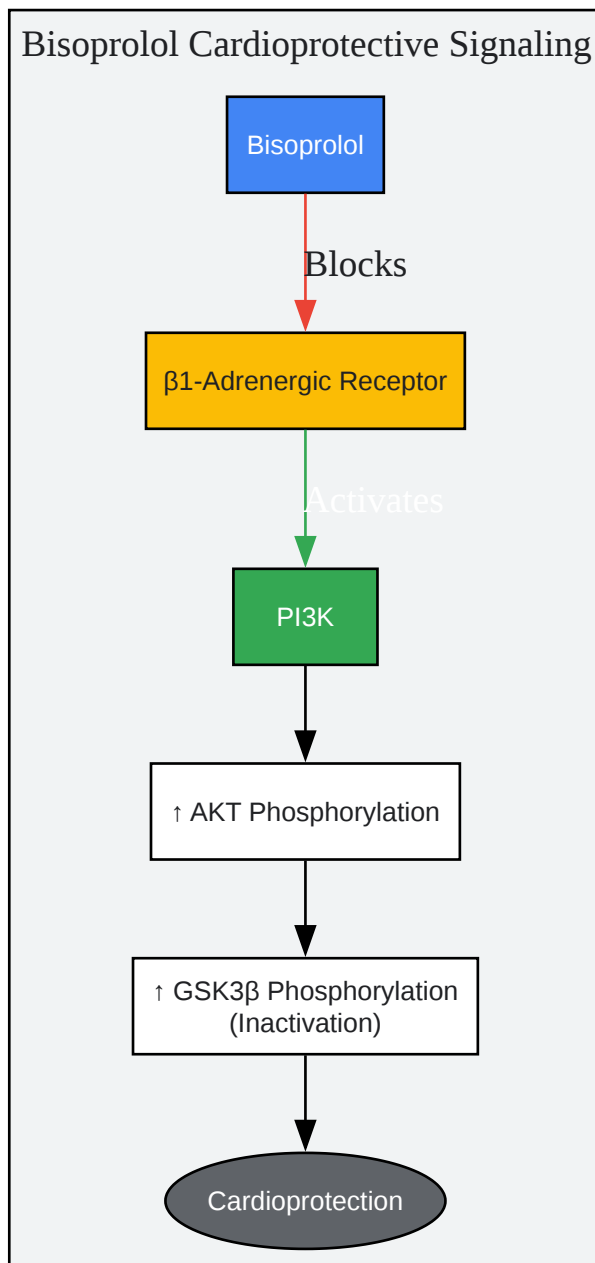 Bisoprolol Cardioprotective Signaling
Bisoprolol
Blocks
β1-Adrenergic Receptor
Activates
PI3K
↑ AKT Phosphorylation
↑ GSK3β Phosphorylation
(Inactivation)
Cardioprotection